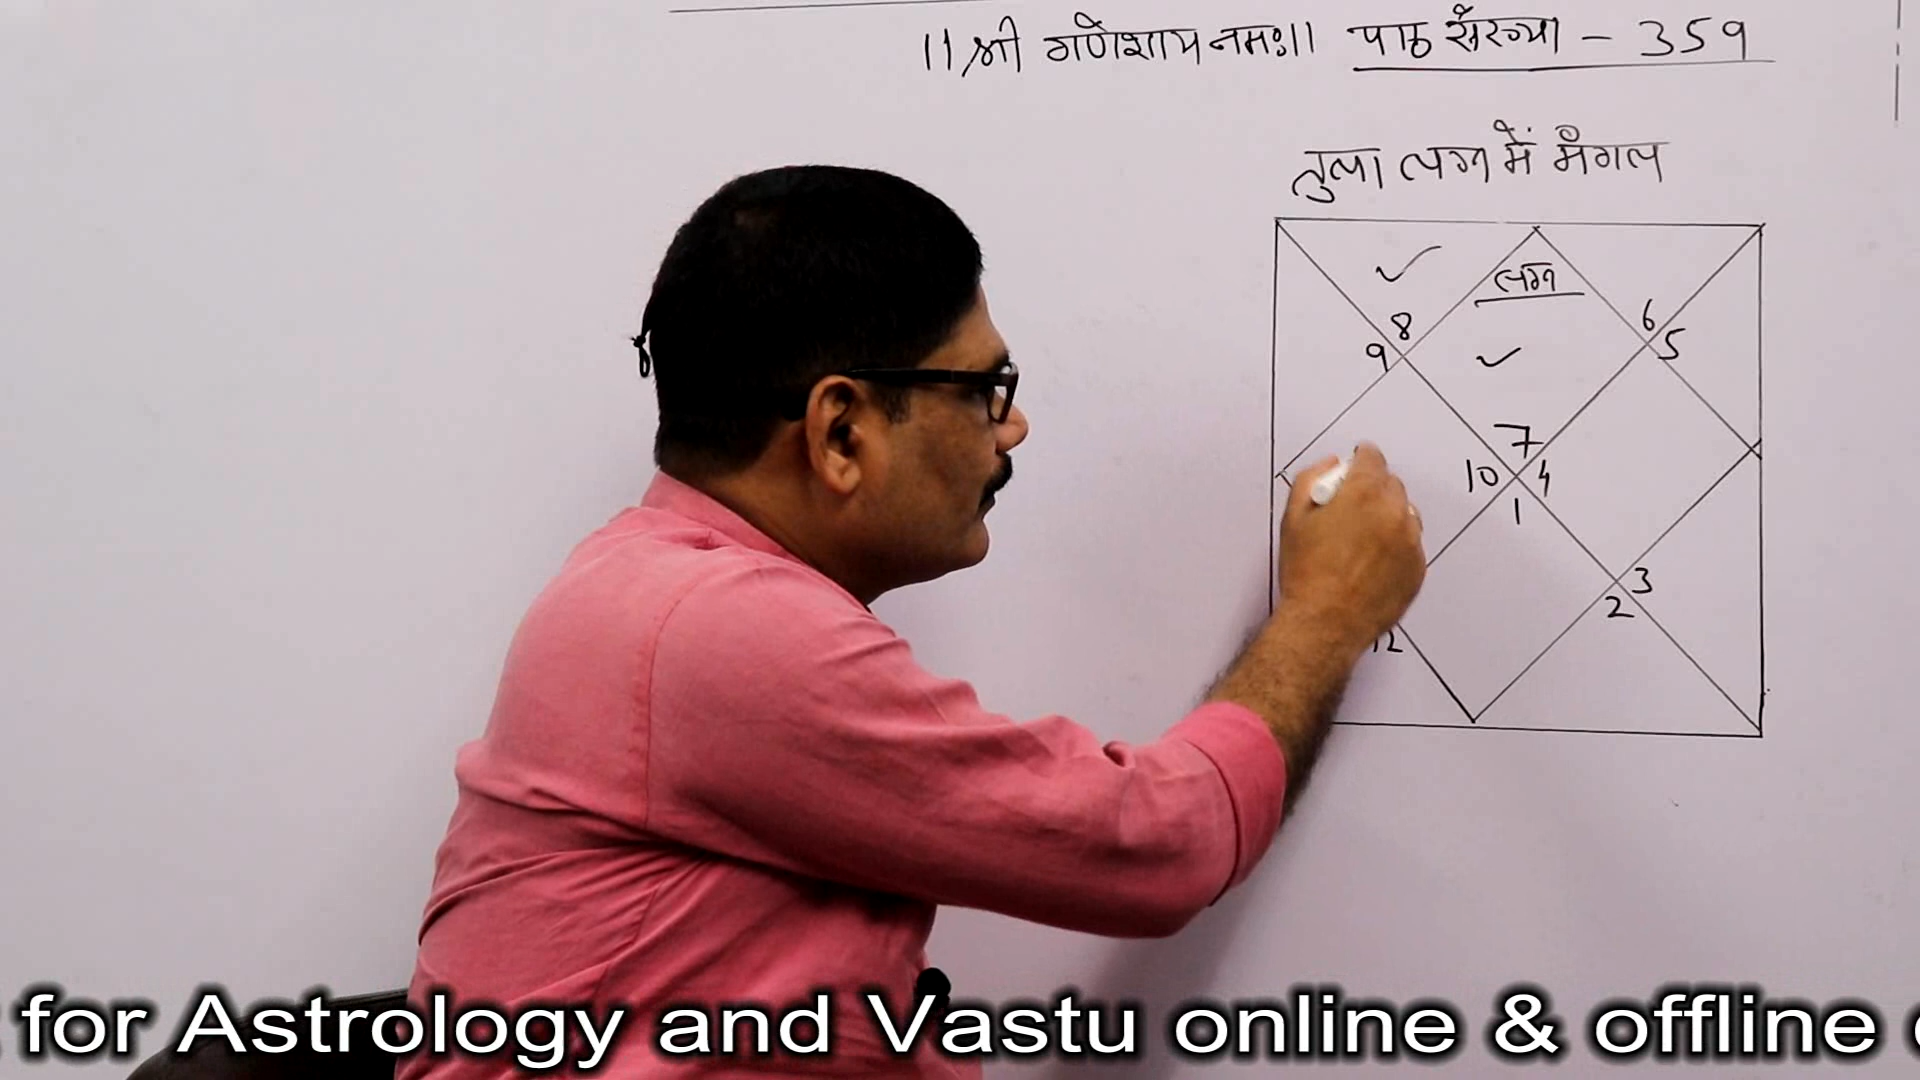 ॥ श्री गणेशाय नमः॥ पाठ संख्या - 359
तुला लग्न में मंगल
लग्न
8
6
9
5
7
10
4
1
3
12
2
for Astrology and Vastu online & offline